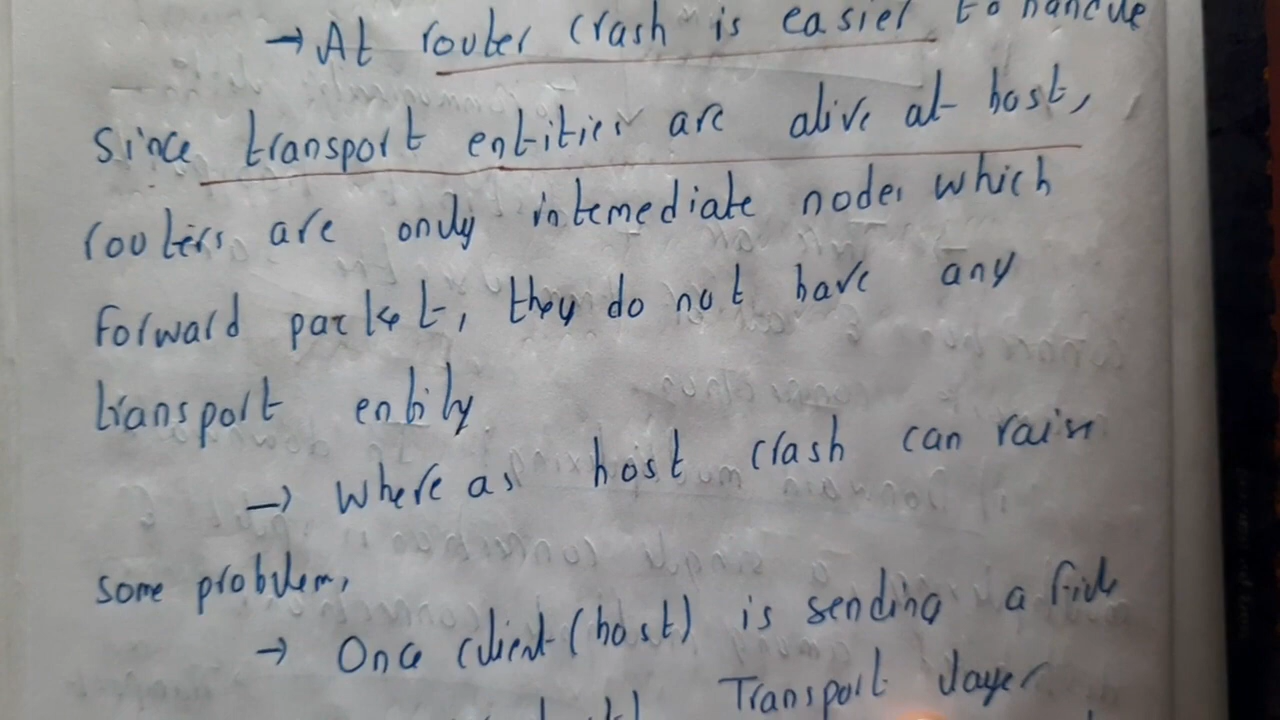 → At router crash is easier to handle
since transport entities are alive at host,
routers are only intemediate nodes which
forward packet, they do not have any
transport entity
→ where as host crash can raise
some problem,
→ Once client (host) is sending a file
Transport layer